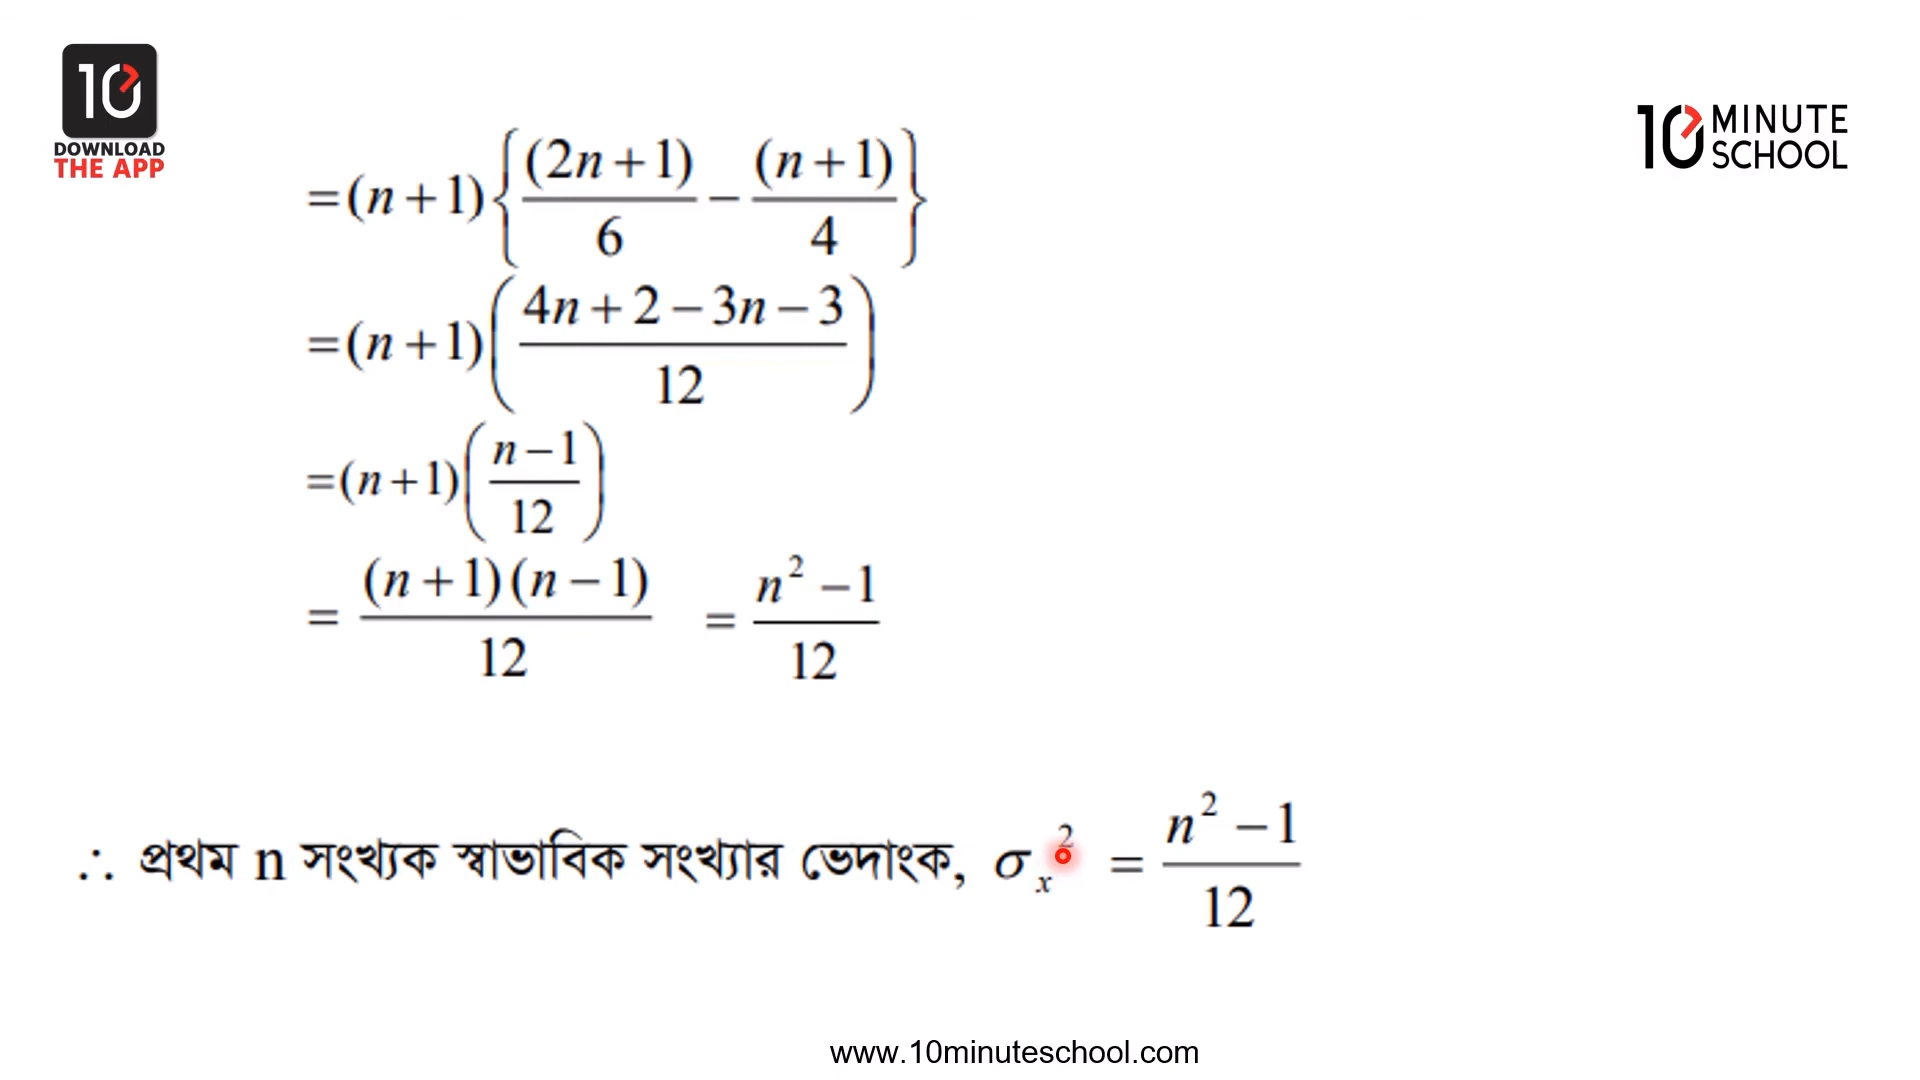 10
DOWNLOAD
THE APP
10 MINUTE
SCHOOL
=(n+1){(2n+1)/6 − (n+1)/4}
=(n+1)((4n+2−3n−3)/12)
=(n+1)((n−1)/12)
= (n+1)(n−1)/12 = n²−1/12
∴ প্রথম n সংখ্যক স্বাভাবিক সংখ্যার ভেদাংক, σₓ² = n²−1/12
www.10minuteschool.com